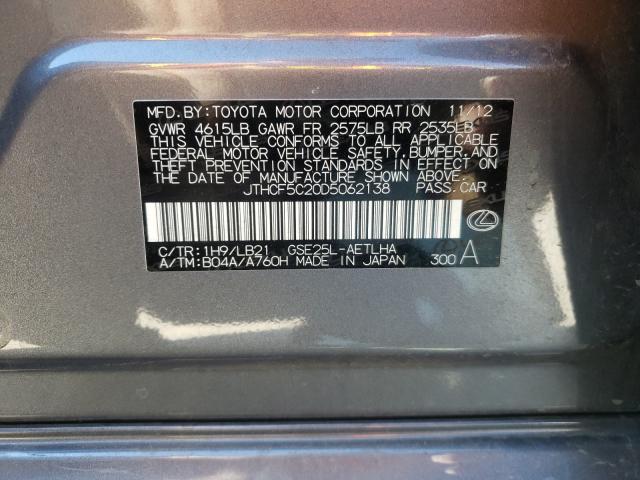 MFD.BY:TOYOTA MOTOR CORPORATION 11/12
GVWR 4615LB GAWR FR 2575LB RR 2535LB
THIS VEHICLE CONFORMS TO ALL APPLICABLE
FEDERAL MOTOR VEHICLE SAFETY,BUMPER,AND
THEFT PREVENTION STANDARDS IN EFFECT ON
THE DATE OF MANUFACTURE SHOWN ABOVE.
JTHCF5C20D5062138 PASS.CAR
C/TR:1H9/LB21 GSE25L-AETLHA
A/TM:B04A/A760H MADE IN JAPAN 300 A